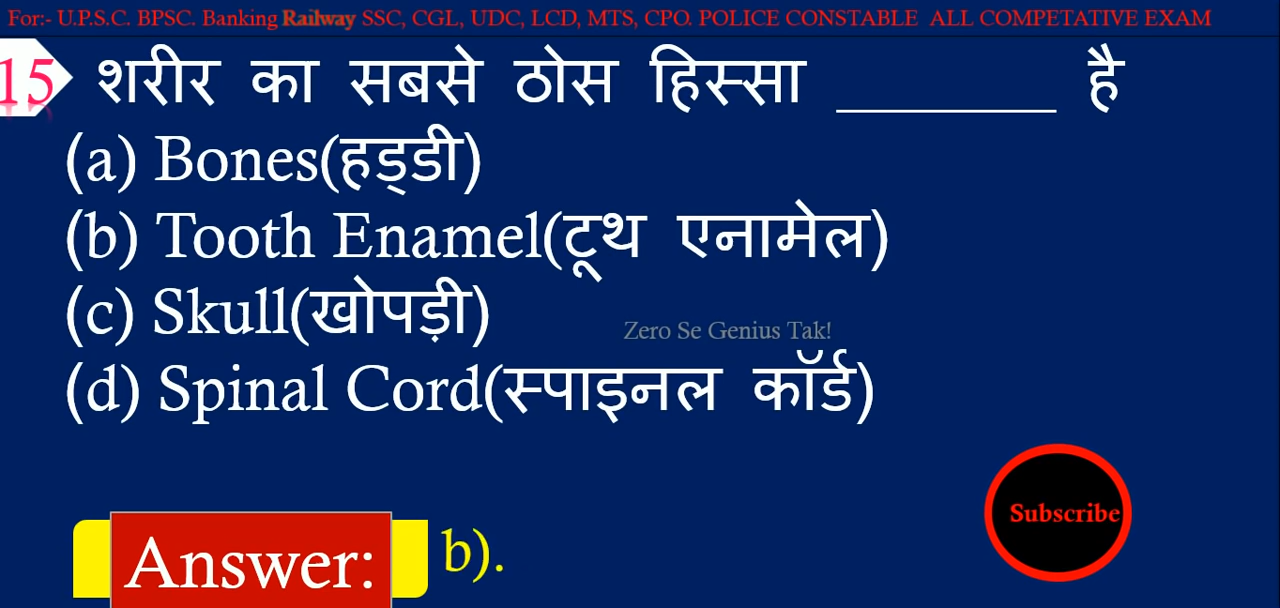 For:- U.P.S.C. BPSC. Banking Railway SSC, CGL, UDC, LCD, MTS, CPO. POLICE CONSTABLE ALL COMPETATIVE EXAM
15 शरीर का सबसे ठोस हिस्सा ________ है
(a) Bones(हड्डी)
(b) Tooth Enamel(टूथ एनामेल)
(c) Skull(खोपड़ी)
Zero Se Genius Tak!
(d) Spinal Cord(स्पाइनल कॉर्ड)
Subscribe
Answer: b).